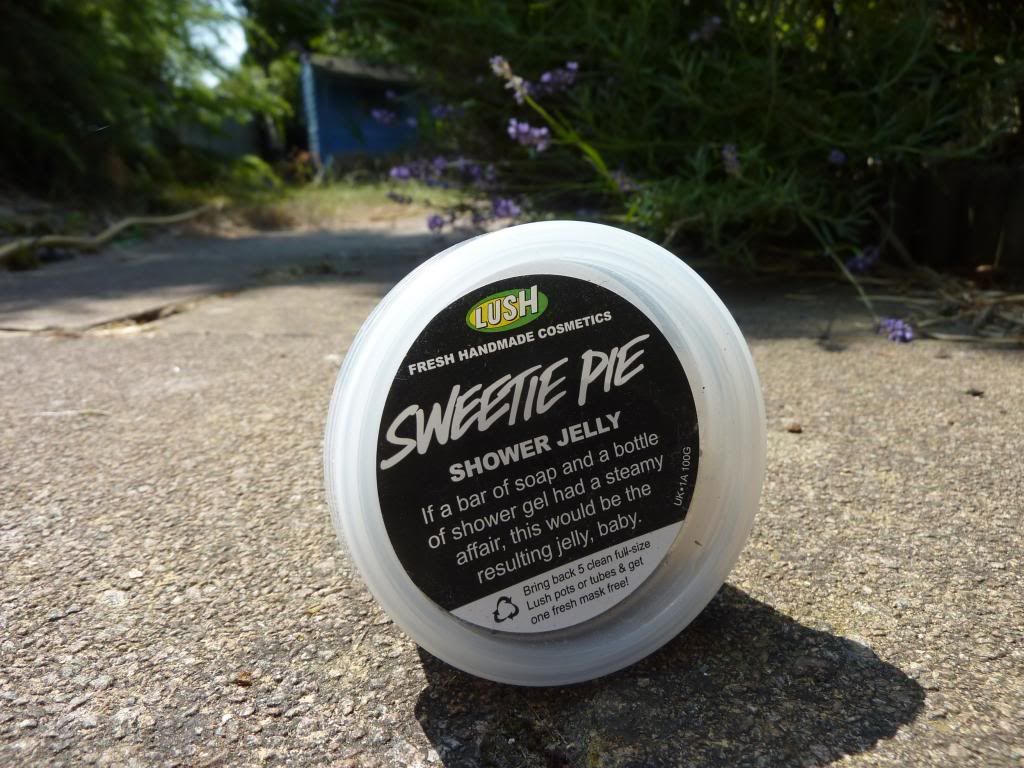 LUSH
FRESH HANDMADE COSMETICS
SWEETIE PIE
SHOWER JELLY
If a bar of soap and a bottle
of shower gel had a steamy
affair, this would be the
resulting jelly, baby.
UK•1A 100G
Bring back 5 clean full-size
Lush pots or tubes & get
one fresh mask free!